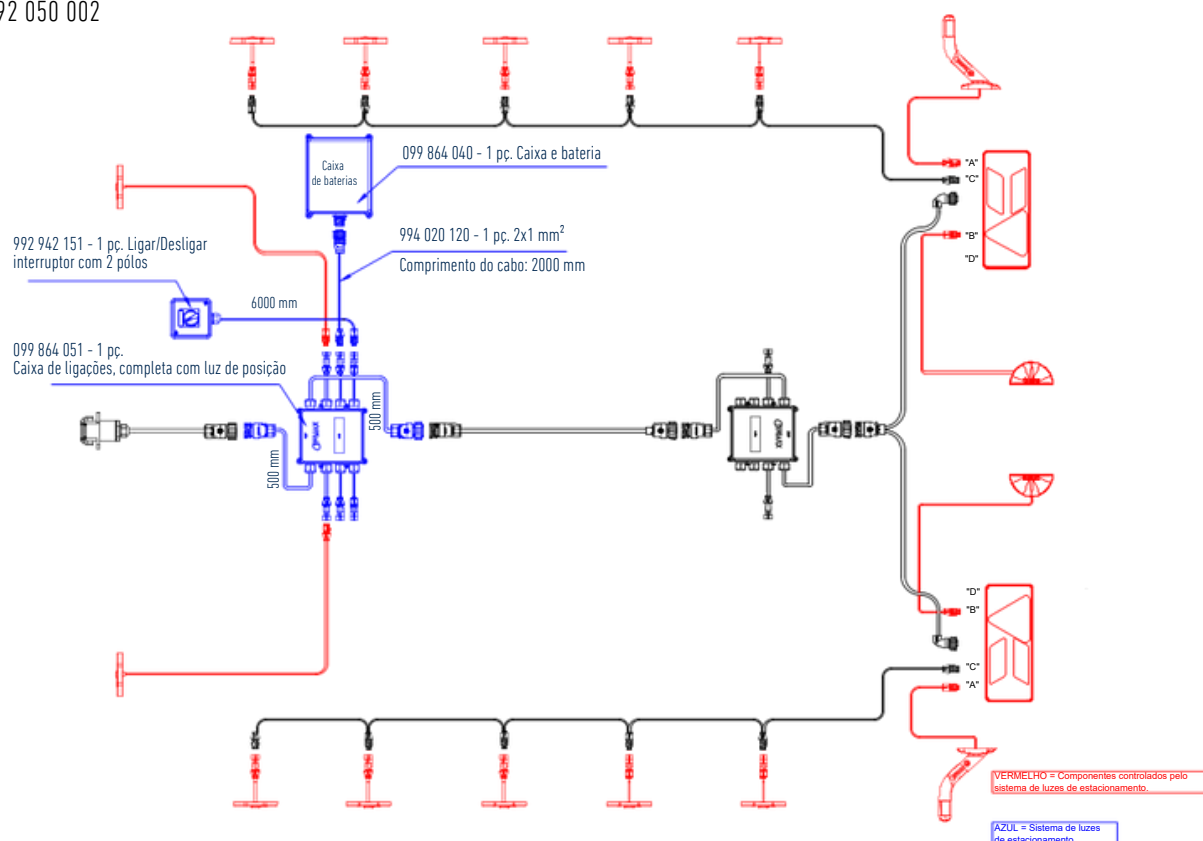 92 050 002
Caixa
de baterias
099 864 040 - 1 pç. Caixa e bateria
992 942 151 - 1 pç. Ligar/Desligar
interruptor com 2 pólos
994 020 120 - 1 pç. 2x1 mm²
Comprimento do cabo: 2000 mm
6000 mm
099 864 051 - 1 pç.
Caixa de ligações, completa com luz de posição
500 mm
500 mm
"A"
"C"
"B"
"D"
"D"
"B"
"C"
"A"
VERMELHO = Componentes controlados pelo
sistema de luzes de estacionamento.
AZUL = Sistema de luzes
de estacionamento